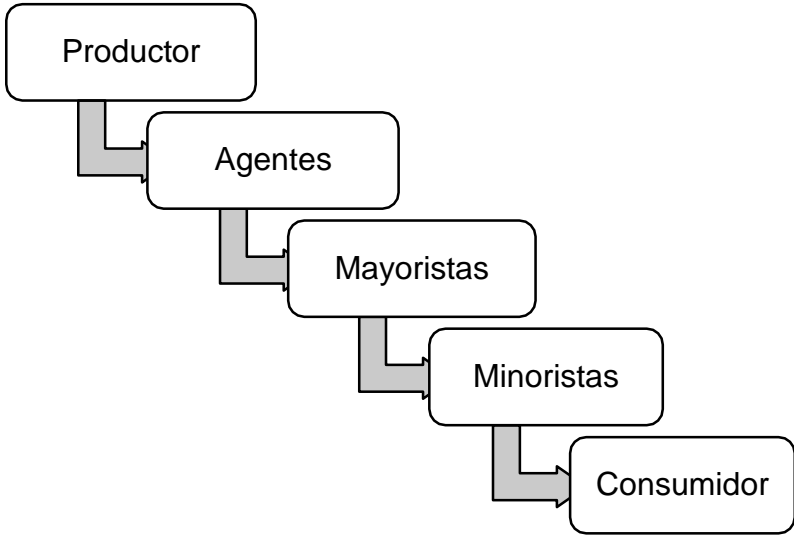 Productor
Agentes
Mayoristas
Minoristas
Consumidor